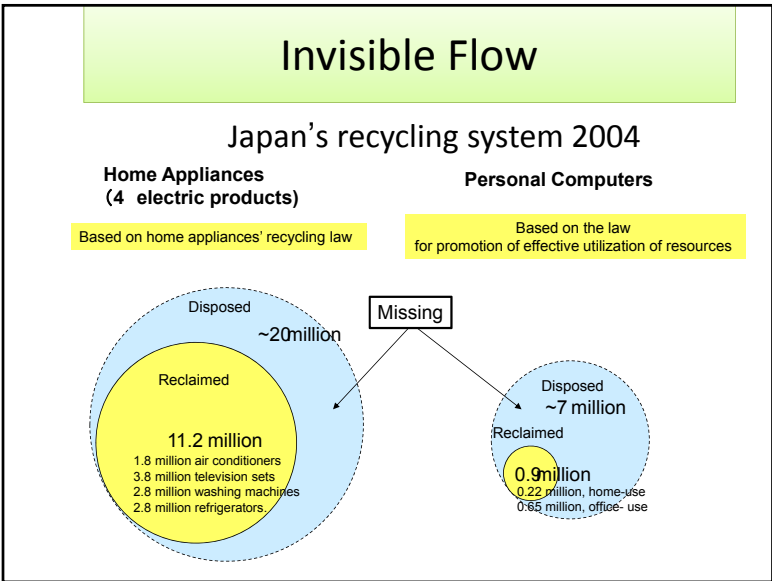 Invisible Flow
Japan's recycling system 2004
Home Appliances
（4 electric products)
Based on home appliances' recycling law
Personal Computers
Based on the law
for promotion of effective utilization of resources
Missing
Disposed
~20million
Reclaimed
11.2 million
1.8 million air conditioners
3.8 million television sets
2.8 million washing machines
2.8 million refrigerators.
Disposed
~7 million
Reclaimed
0.9million
0.22 million, home-use
0.65 million, office- use